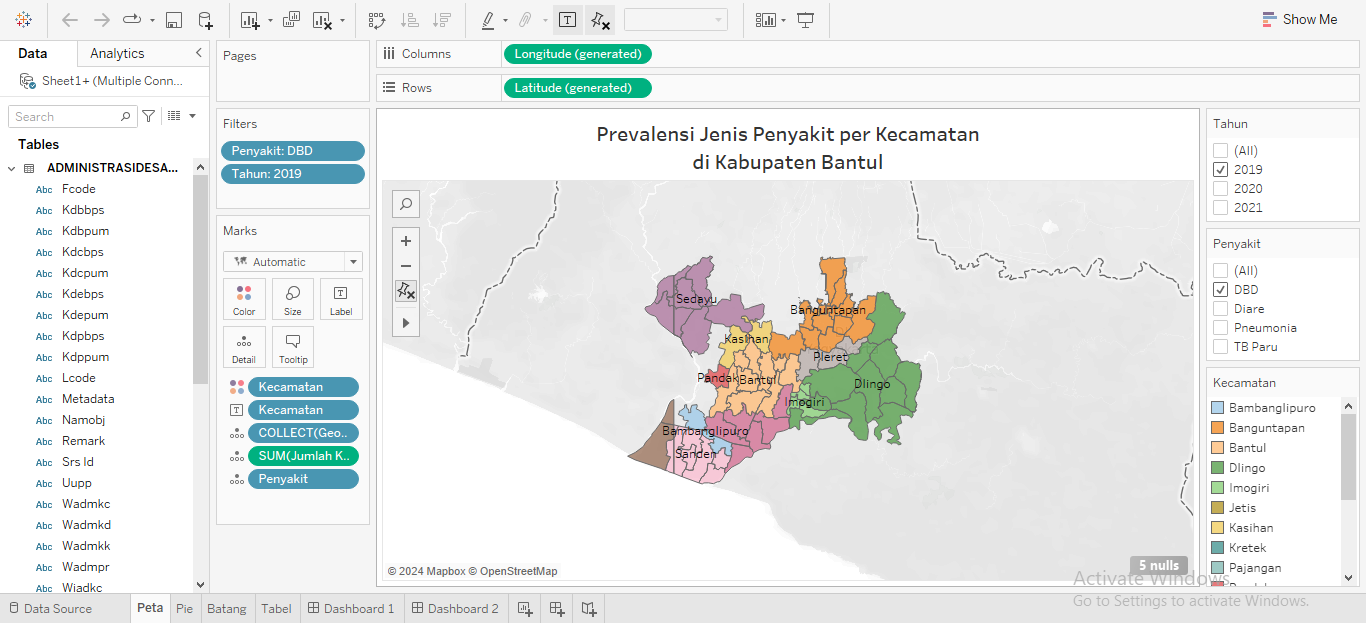 Show Me
Data
Analytics
Sheet1+ (Multiple Conn...
Search
Tables
ADMINISTRASIDESA...
Abc Fcode
Abc Kdbbps
Abc Kdbpum
Abc Kdcbps
Abc Kdcpum
Abc Kdebps
Abc Kdepum
Abc Kdpbps
Abc Kdppum
Abc Lcode
Abc Metadata
Abc Namobj
Abc Remark
Abc Srs Id
Abc Uupp
Abc Wadmkc
Abc Wadmkd
Abc Wadmkk
Abc Wadmpr
Abc Wiadkc
Pages
Filters
Penyakit: DBD
Tahun: 2019
Marks
Automatic
Color
Size
Label
Detail
Tooltip
Kecamatan
Kecamatan
COLLECT(Geo..
SUM(Jumlah K..
Penyakit
Columns
Longitude (generated)
Rows
Latitude (generated)
Prevalensi Jenis Penyakit per Kecamatan
di Kabupaten Bantul
Sedayu
Banguntapan
Kasihan
Pleret
Pandak
Bantul
Dlingo
Imogiri
Bambanglipuro
Sanden
© 2024 Mapbox © OpenStreetMap
5 nulls
Tahun
(All)
2019
2020
2021
Penyakit
(All)
DBD
Diare
Pneumonia
TB Paru
Kecamatan
Bambanglipuro
Banguntapan
Bantul
Dlingo
Imogiri
Jetis
Kasihan
Kretek
Pajangan
Activate Windows
Go to Settings to activate Windows.
Data Source
Peta
Pie
Batang
Tabel
Dashboard 1
Dashboard 2